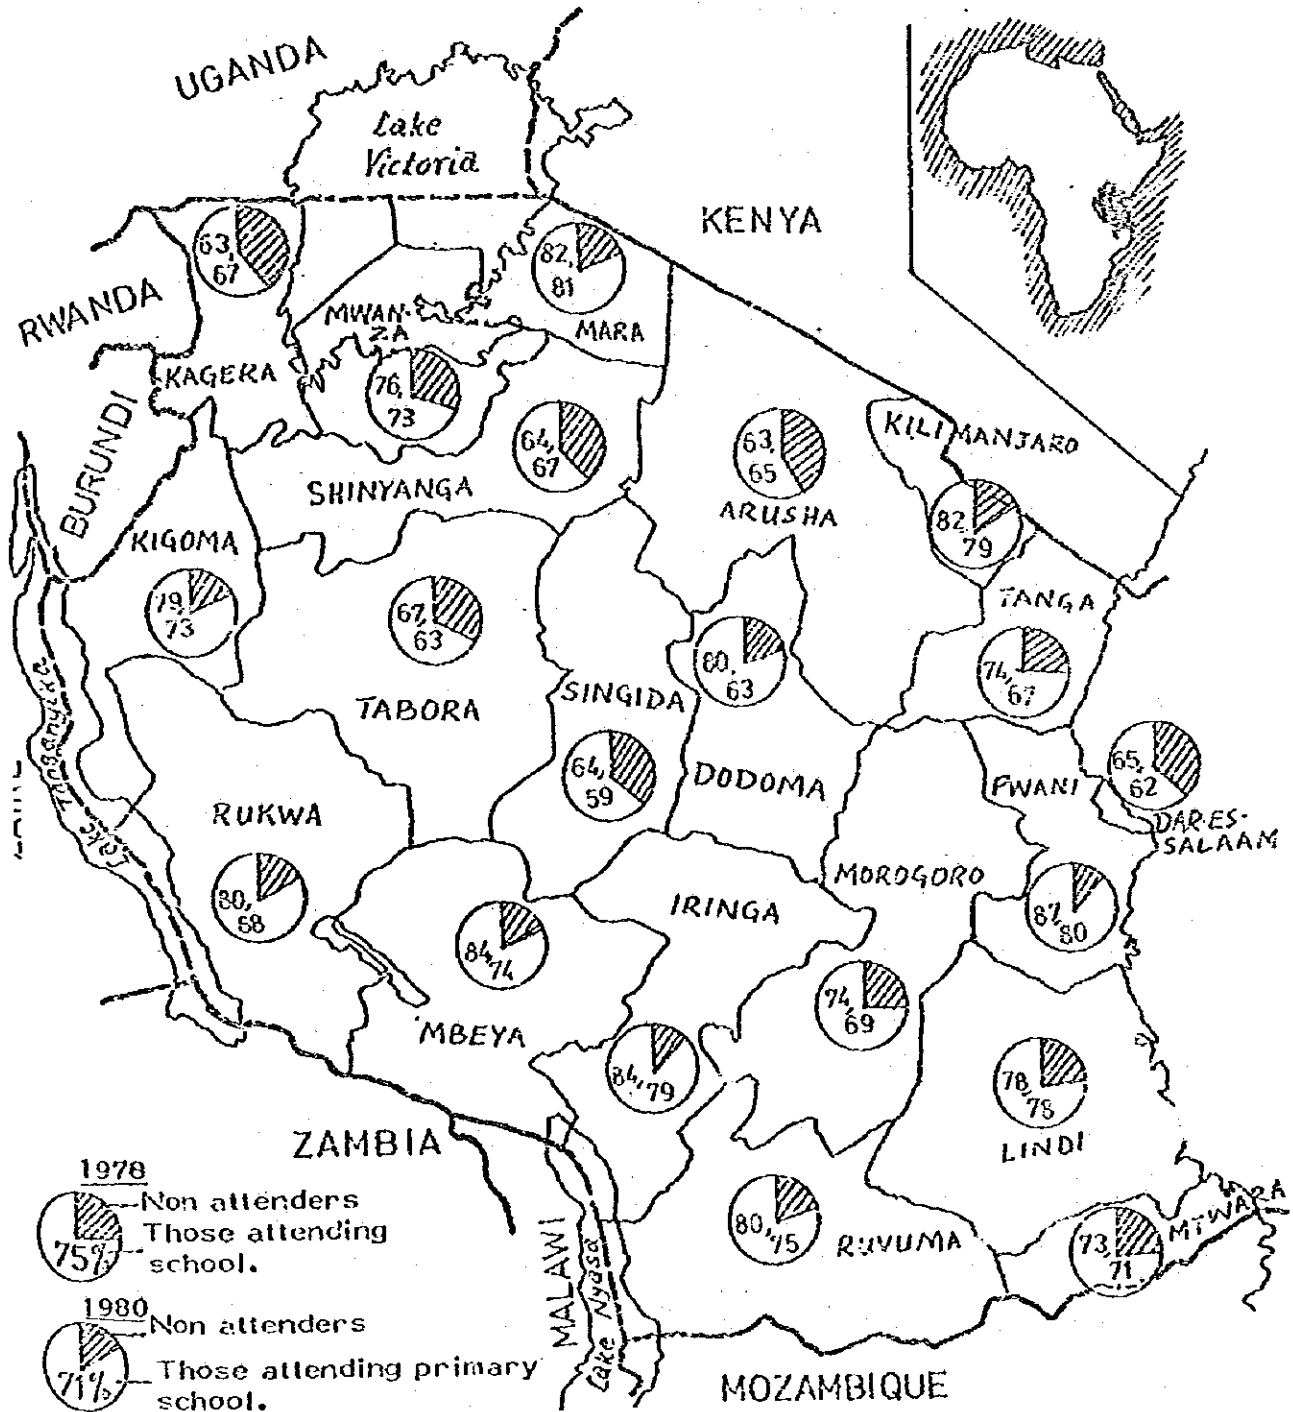 UGANDA
Lake
Victoria
KENYA
RWANDA
63,
67
82,
81
MWAN-
ZA
MARA
KAGERA
76,
73
BURUNDI
64,
67
63,
65
KILIMANJARO
SHINYANGA
ARUSHA
82,
79
KIGOMA
79,
73
67,
63
TANGA
80,
63
74,
67
SINGIDA
TABORA
Lake Tanganyika
64,
59
DODOMA
65,
62
RUKWA
DAR-ES-
SALAAM
MOROGORO
IRINGA
80,
68
87,
80
84,
74
74,
69
MBEYA
84,79
78,
78
LINDI
ZAMBIA
1978
Non attenders
Those attending
school.
75%
80,
75
RUVUMA
MTWARA
73,
71
MALAWI
Lake Nyasa
1980
Non attenders
Those attending primary
school.
71%
MOZAMBIQUE